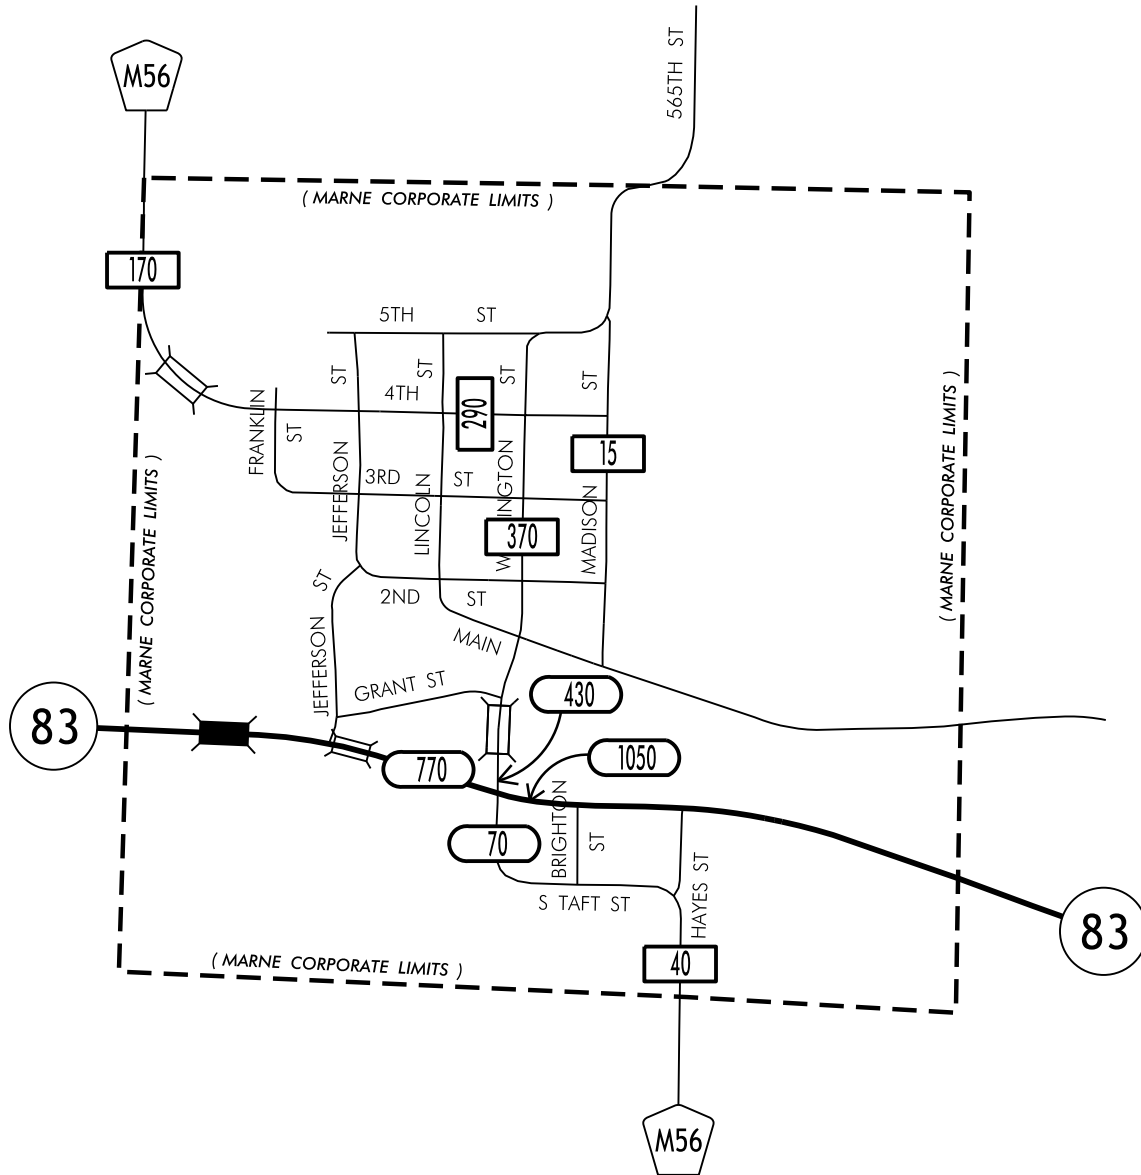 565TH ST
M56
( MARNE CORPORATE LIMITS )
170
5TH ST
ST
ST
ST
ST
4TH
290
FRANKLIN
ST
15
( MARNE CORPORATE LIMITS )
JEFFERSON
3RD ST
LINCOLN
370
MADISON
( MARNE CORPORATE LIMITS )
ST
2ND ST
MAIN
JEFFERSON
GRANT ST
430
83
770
1050
70
BRIGHTON
ST
HAYES ST
S TAFT ST
83
( MARNE CORPORATE LIMITS )
40
M56